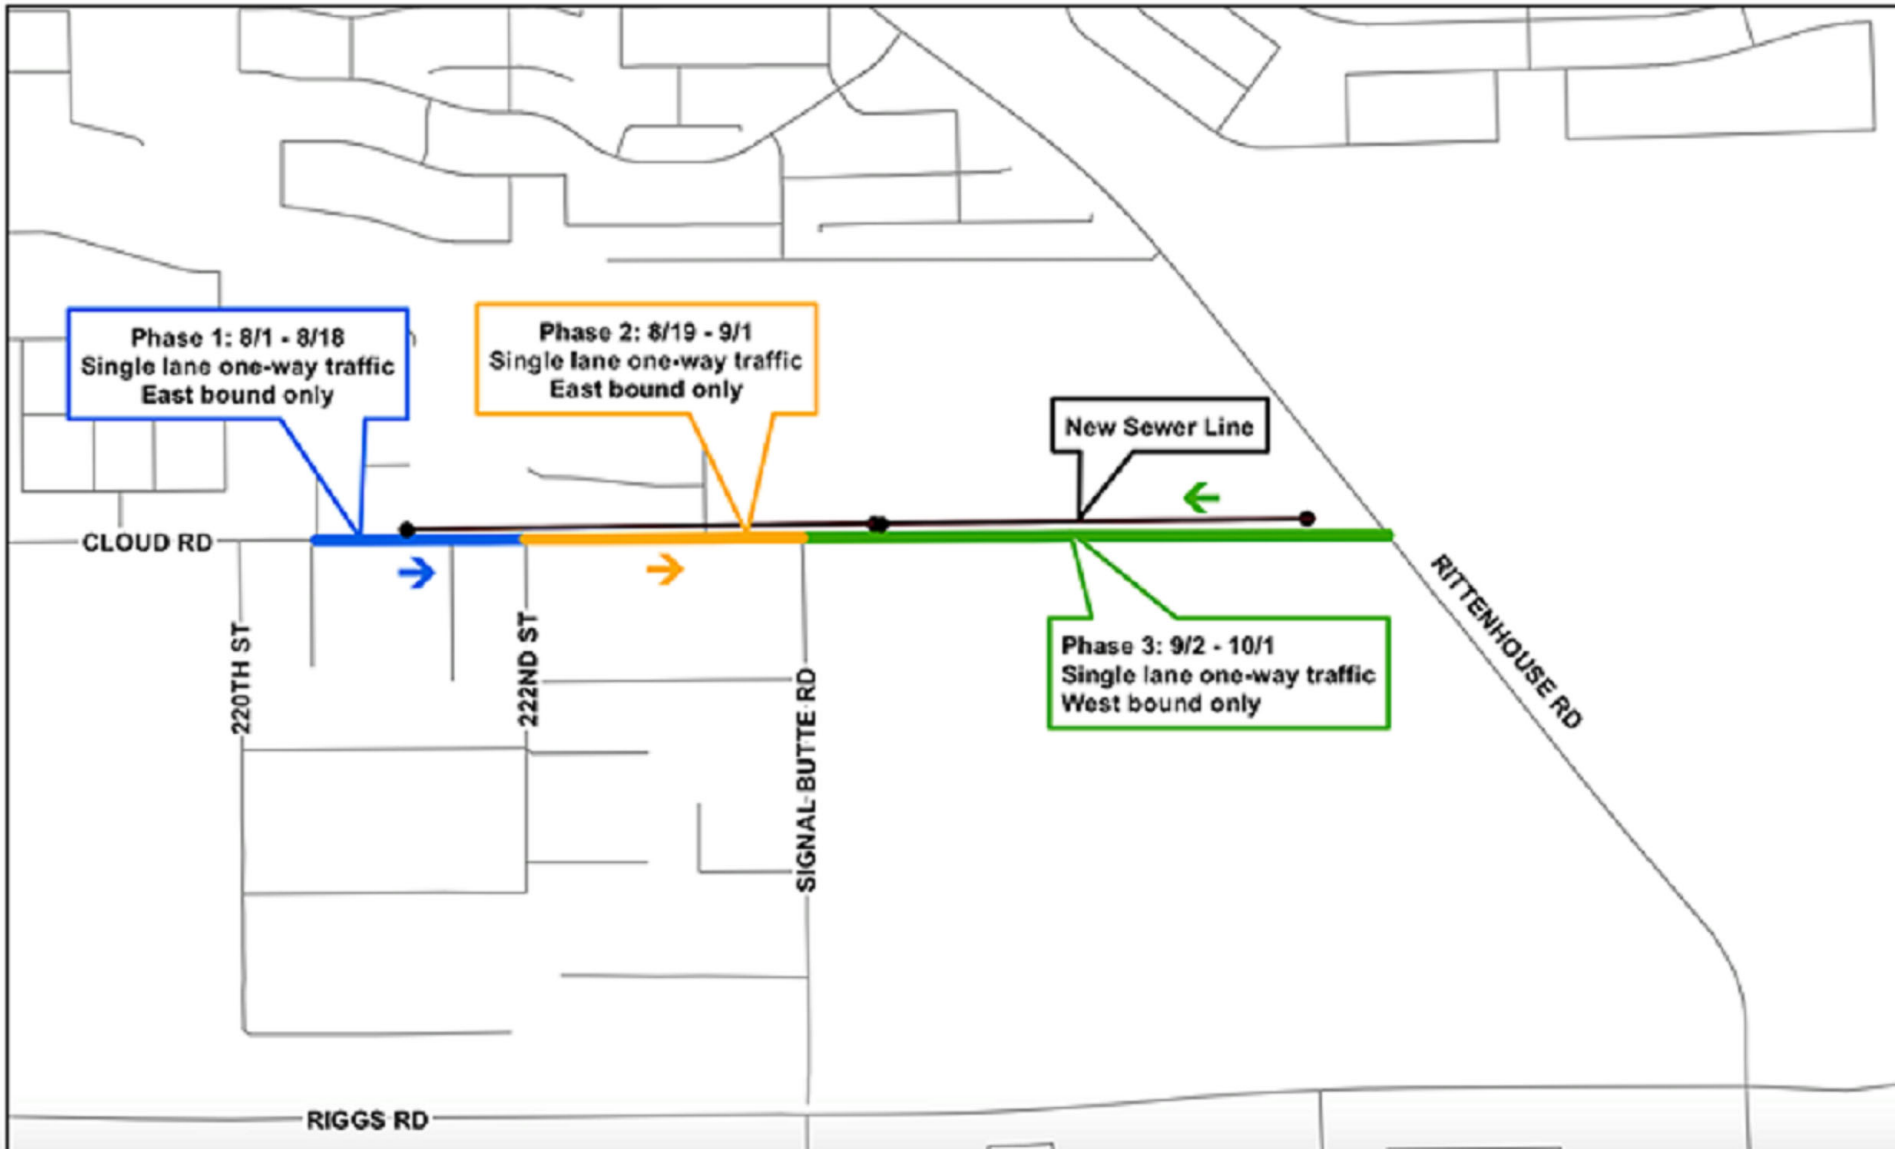 Phase 1: 8/1 - 8/18
Single lane one-way traffic
East bound only
Phase 2: 8/19 - 9/1
Single lane one-way traffic
East bound only
New Sewer Line
CLOUD RD
220TH ST
222ND ST
SIGNAL BUTTE RD
Phase 3: 9/2 - 10/1
Single lane one-way traffic
West bound only
RITTENHOUSE RD
RIGGS RD